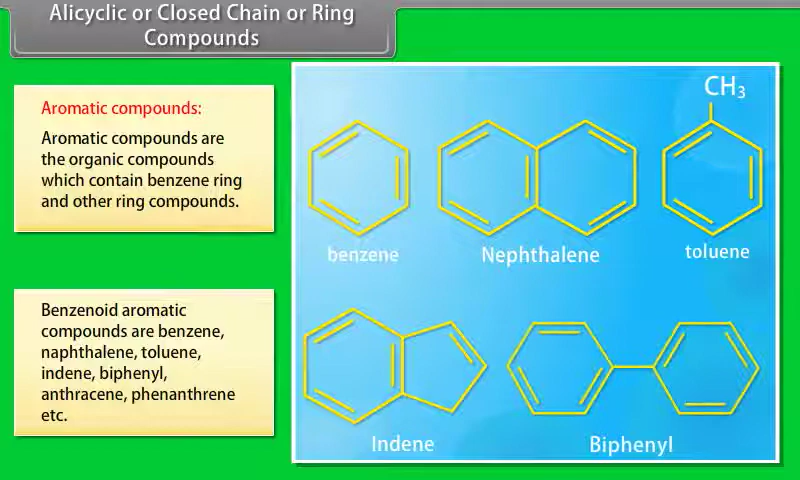 Alicyclic or Closed Chain or Ring
Compounds
Aromatic compounds:
Aromatic compounds are
the organic compounds
which contain benzene ring
and other ring compounds.
Benzenoid aromatic
compounds are benzene,
naphthalene, toluene,
indene, biphenyl,
anthracene, phenanthrene
etc.
CH₃
benzene
Nephthalene
toluene
Indene
Biphenyl